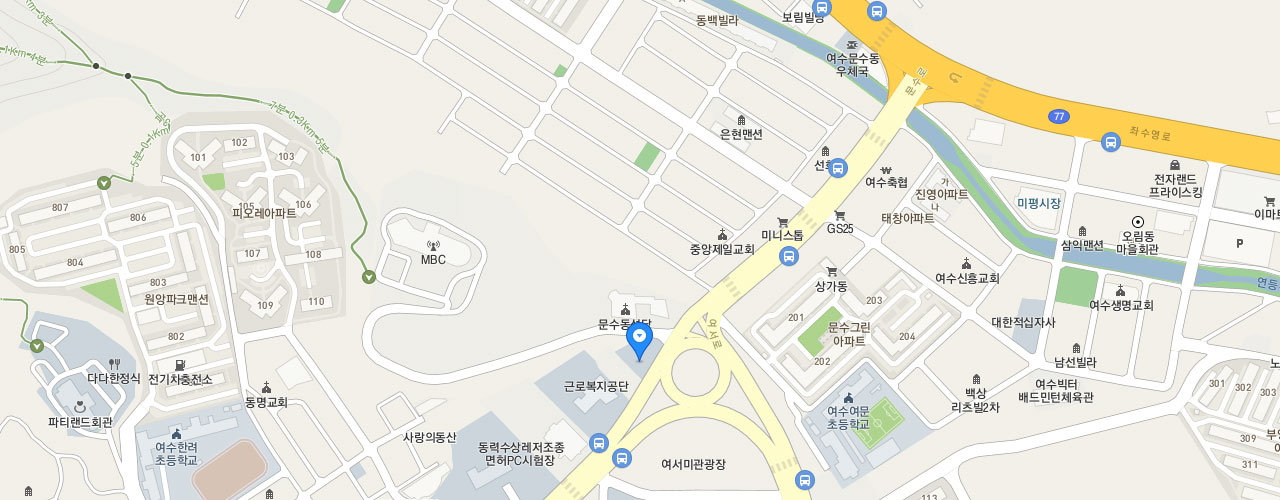 동백빌라
보림빌딩
여수문수동
우체국
문수로
77
좌수영로
101
102
103
피오레아파트
106
107
108
109
110
807
806
805
804
803
원앙파크맨션
802
MBC
은현맨션
여수축협
가
진영아파트
나
태창아파트
미평시장
전자랜드
프라이스킹
오림동
마을회관
삼익맨션
P
미니스톱
GS25
중앙제일교회
상가동
203
201
문수그린
아파트
204
202
여수신흥교회
여수생명교회
대한적십자사
여서로
근로복지공단
다다한정식
전기차충전소
파티랜드회관
동명교회
여수한려
초등학교
사랑의동산
동력수상레저조종
면허PC시험장
여서미관광장
여수여문
초등학교
백상
리츠빌2차
남선빌라
여수빅터
배드민턴체육관
301
302
303
309
311
113